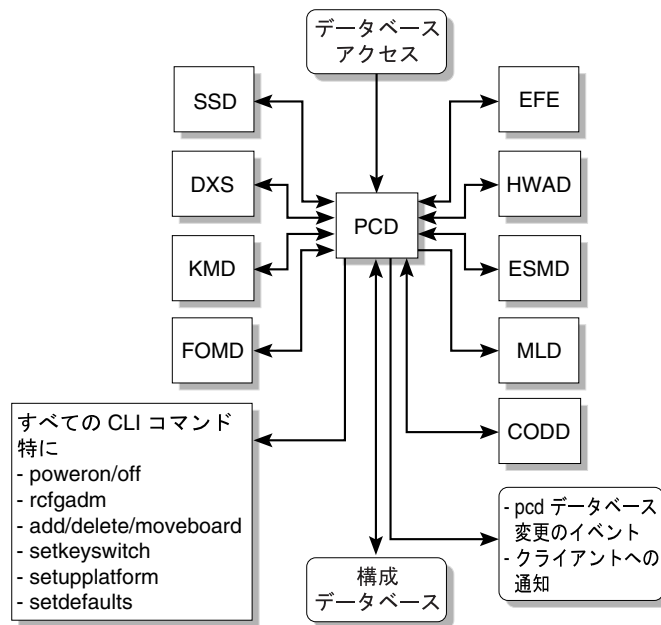 データベース
アクセス
SSD
EFE
DXS
HWAD
PCD
KMD
ESMD
FOMD
MLD
すべての CLI コマンド
特に
- poweron/off
- rcfgadm
- add/delete/moveboard
- setkeyswitch
- setupplatform
- setdefaults
CODD
- pcd データベース
変更のイベント
- クライアントへの
通知
構成
データベース